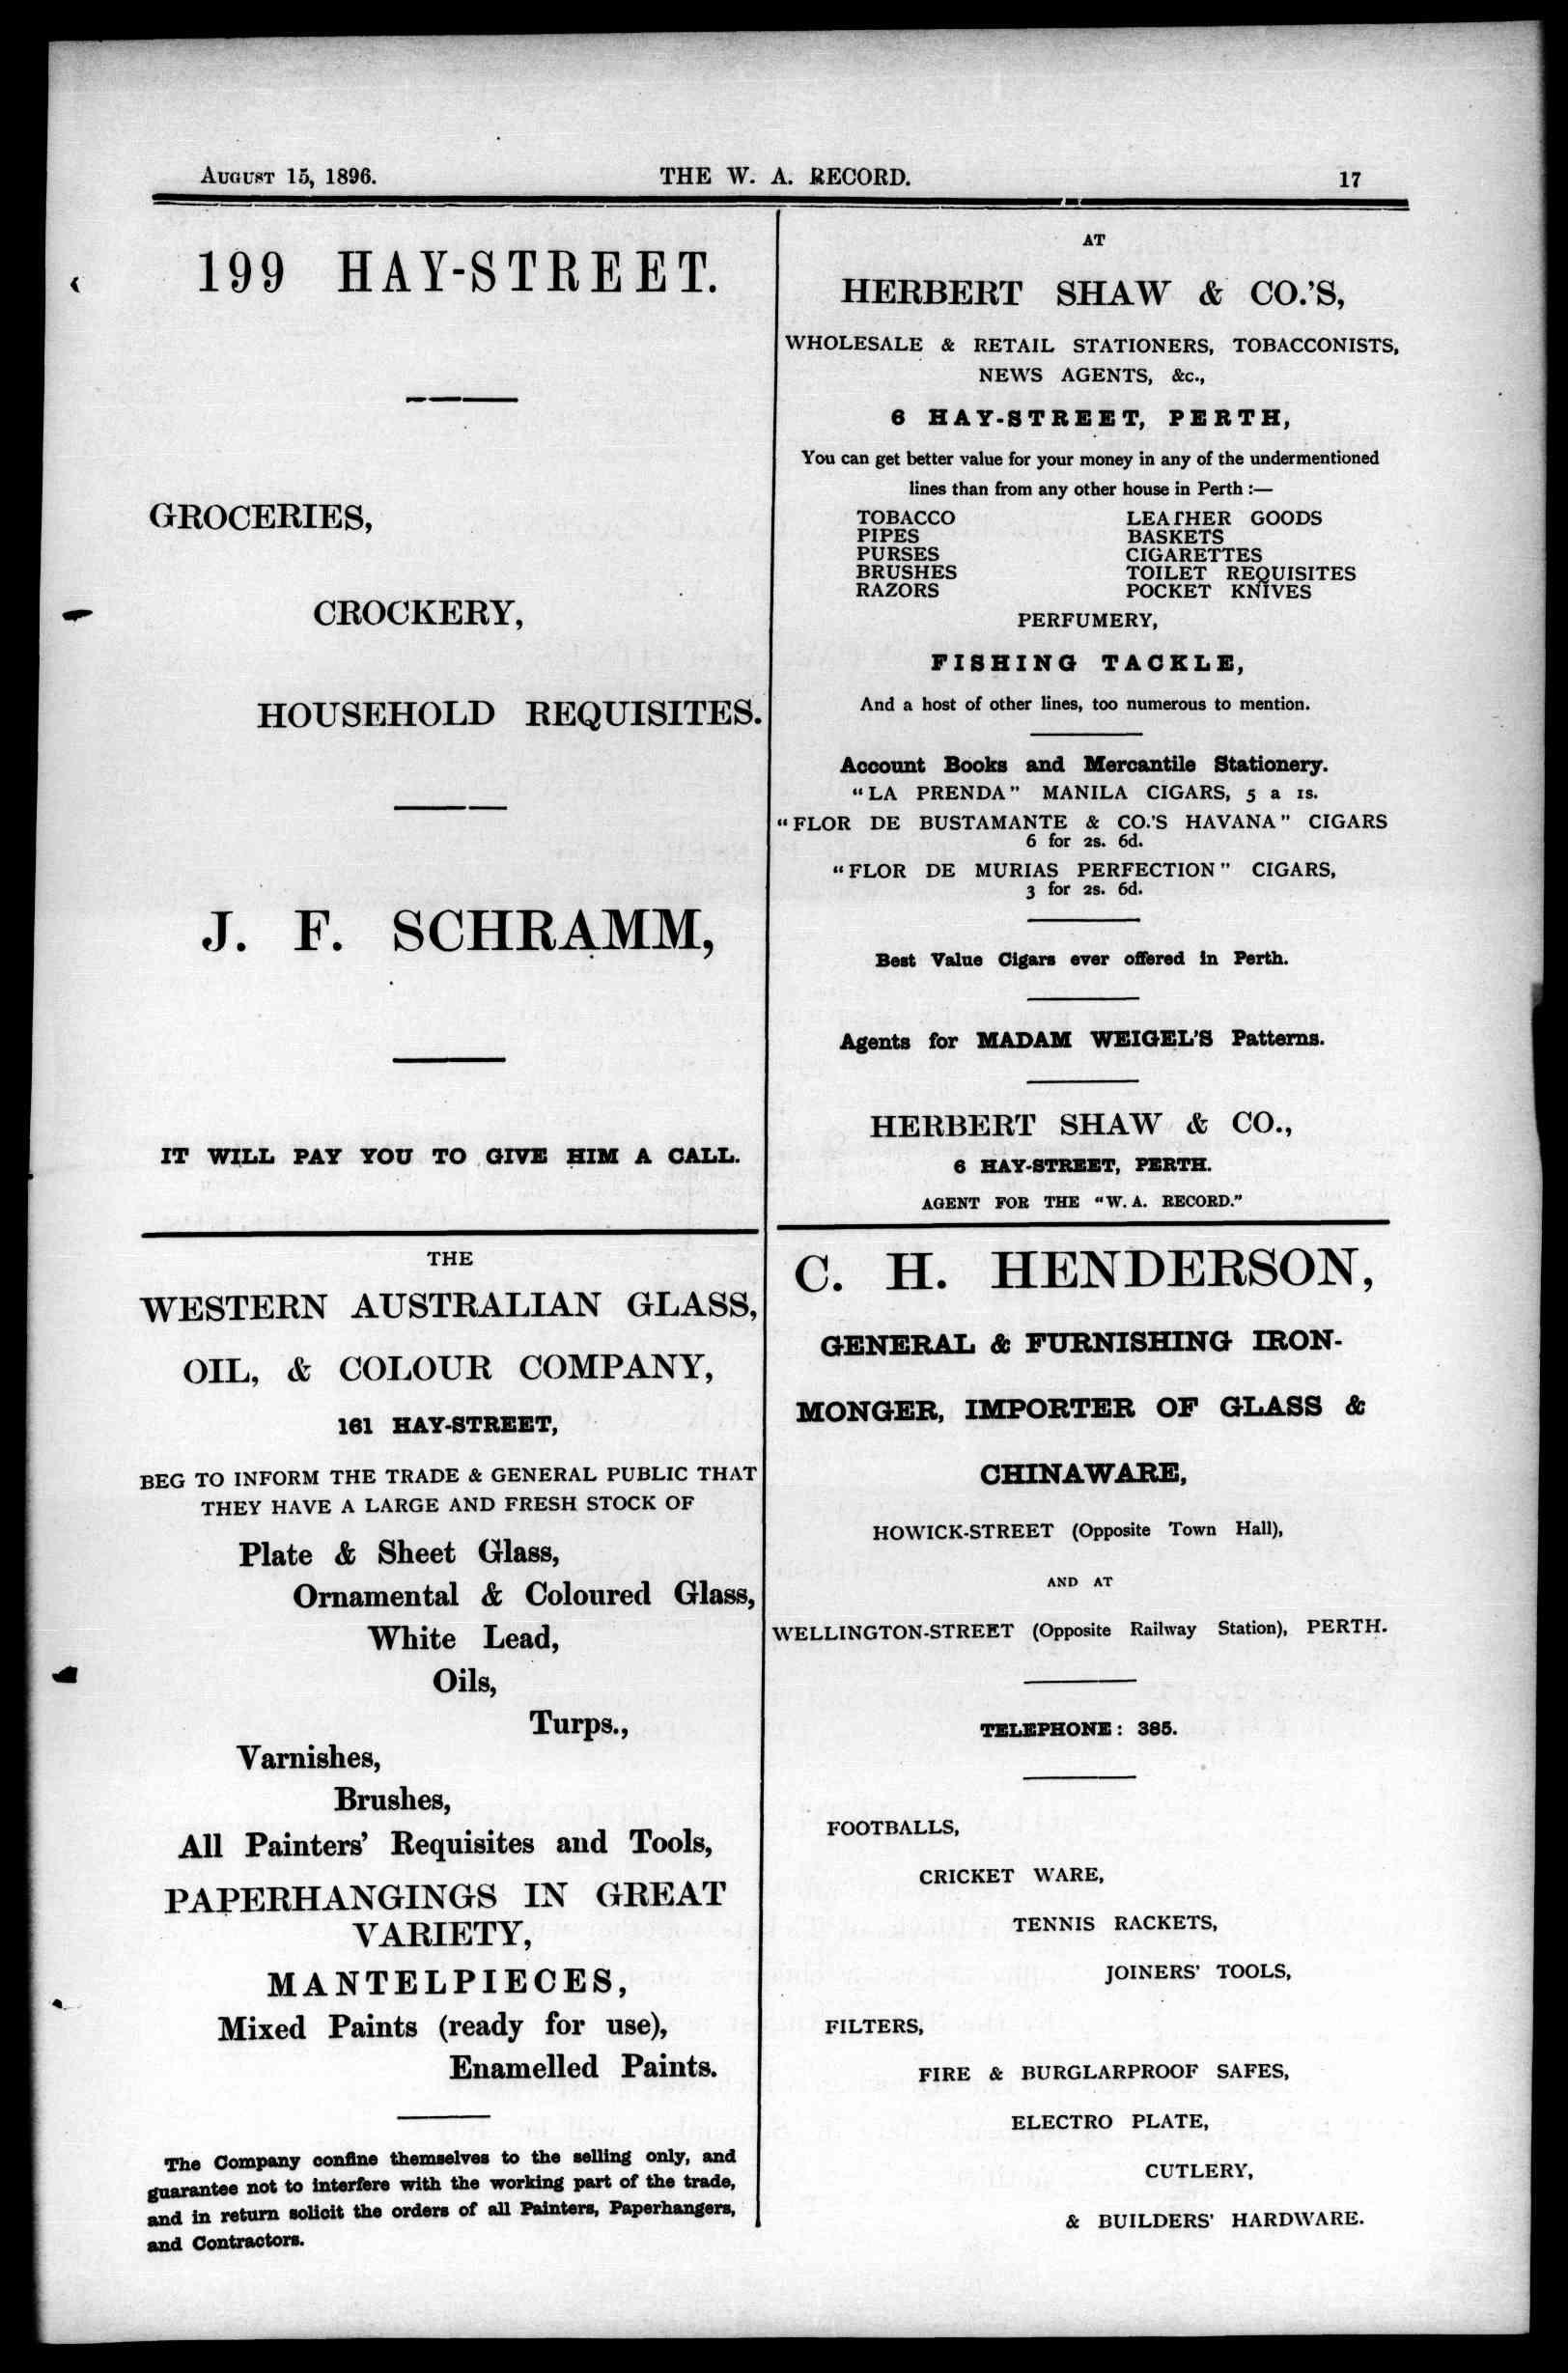 AUGUST 15, 1896. THE W. A. RECORD. 17
199 HAY-STREET.
GROCERIES,
CROCKERY,
HOUSEHOLD REQUISITES.
J. F. SCHRAMM,
IT WILL PAY YOU TO GIVE HIM A CALL.
THE
WESTERN AUSTRALIAN GLASS,
OIL, & COLOUR COMPANY,
161 HAY-STREET,
BEG TO INFORM THE TRADE & GENERAL PUBLIC THAT
THEY HAVE A LARGE AND FRESH STOCK OF
Plate & Sheet Glass,
Ornamental & Coloured Glass,
White Lead,
Oils,
Turps.,
Varnishes,
Brushes,
All Painters' Requisites and Tools,
PAPERHANGINGS IN GREAT
VARIETY,
MANTELPIECES,
Mixed Paints (ready for use),
Enamelled Paints.
The Company confine themselves to the selling only, and
guarantee not to interfere with the working part of the trade,
and in return solicit the orders of all Painters, Paperhangers,
and Contractors.
AT
HERBERT SHAW & CO.'S,
WHOLESALE & RETAIL STATIONERS, TOBACCONISTS,
NEWS AGENTS, &c.,
6 HAY-STREET, PERTH,
You can get better value for your money in any of the undermentioned
lines than from any other house in Perth :—
TOBACCO LEATHER GOODS
PIPES BASKETS
PURSES CIGARETTES
BRUSHES TOILET REQUISITES
RAZORS POCKET KNIVES
PERFUMERY,
FISHING TACKLE,
And a host of other lines, too numerous to mention.
Account Books and Mercantile Stationery.
"LA PRENDA" MANILA CIGARS, 5 a 1s.
"FLOR DE BUSTAMANTE & CO.'S HAVANA" CIGARS
6 for 2s. 6d.
"FLOR DE MURIAS PERFECTION" CIGARS,
3 for 2s. 6d.
Best Value Cigars ever offered in Perth.
Agents for MADAM WEIGEL'S Patterns.
HERBERT SHAW & CO.,
6 HAY-STREET, PERTH.
AGENT FOR THE "W. A. RECORD."
C. H. HENDERSON,
GENERAL & FURNISHING IRON-
MONGER, IMPORTER OF GLASS &
CHINAWARE,
HOWICK-STREET (Opposite Town Hall),
AND AT
WELLINGTON-STREET (Opposite Railway Station), PERTH.
TELEPHONE : 385.
FOOTBALLS,
CRICKET WARE,
TENNIS RACKETS,
JOINERS' TOOLS,
FILTERS,
FIRE & BURGLARPROOF SAFES,
ELECTRO PLATE,
CUTLERY,
& BUILDERS' HARDWARE.